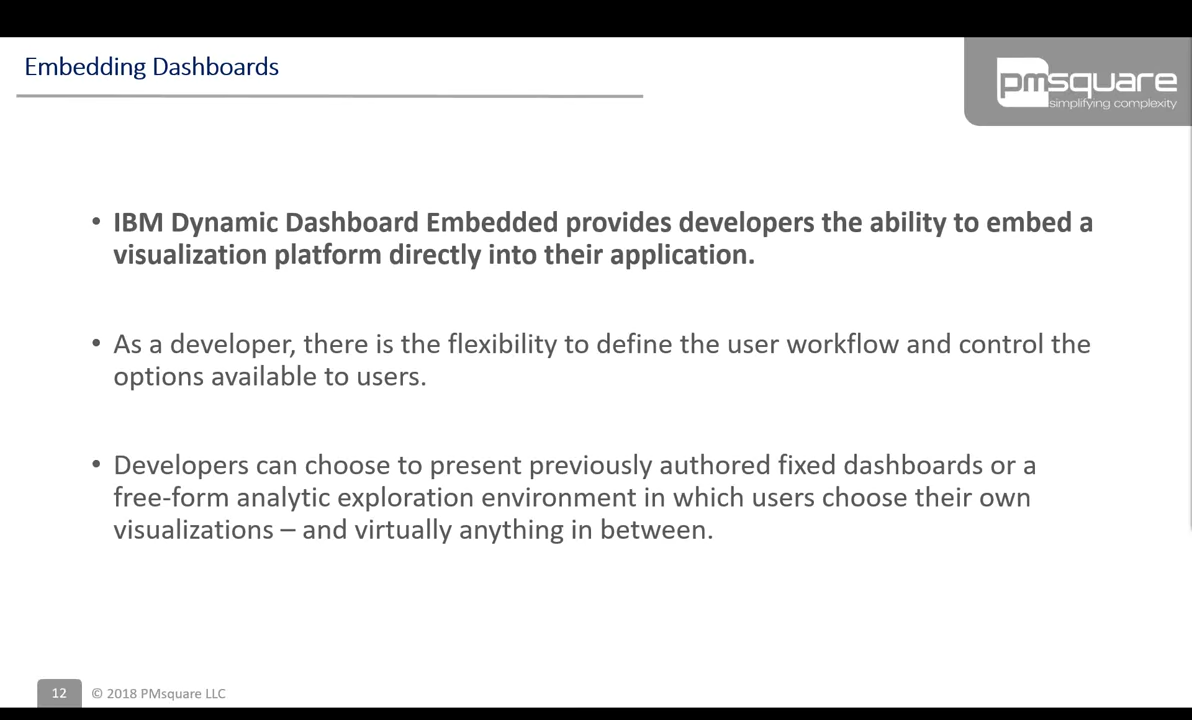 Embedding Dashboards
pmsquare
simplifying complexity
• IBM Dynamic Dashboard Embedded provides developers the ability to embed a
visualization platform directly into their application.
• As a developer, there is the flexibility to define the user workflow and control the
options available to users.
• Developers can choose to present previously authored fixed dashboards or a
free-form analytic exploration environment in which users choose their own
visualizations – and virtually anything in between.
12 © 2018 PMsquare LLC